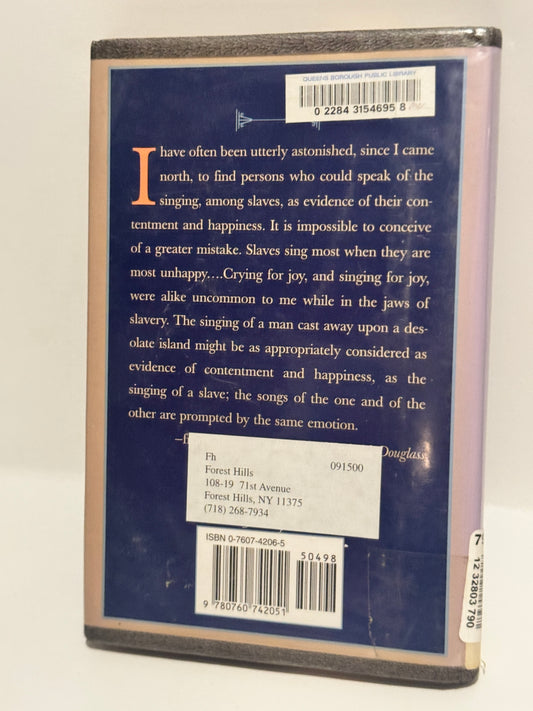 QUEENS BOROUGH PUBLIC LIBRARY
0 2284 3154695 8
I have often been utterly astonished, since I came
north, to find persons who could speak of the
singing, among slaves, as evidence of their con-
tentment and happiness. It is impossible to conceive
of a greater mistake. Slaves sing most when they are
most unhappy....Crying for joy, and singing for joy,
were alike uncommon to me while in the jaws of
slavery. The singing of a man cast away upon a des-
olate island might be as appropriately considered as
evidence of contentment and happiness, as the
singing of a slave; the songs of the one and of the
other are prompted by the same emotion.
Douglass
Fh 091500
Forest Hills
108-19 71st Avenue
Forest Hills, NY 11375
(718) 268-7934
ISBN 0-7607-4206-5
50498
9 780760 742051
12 32803 790